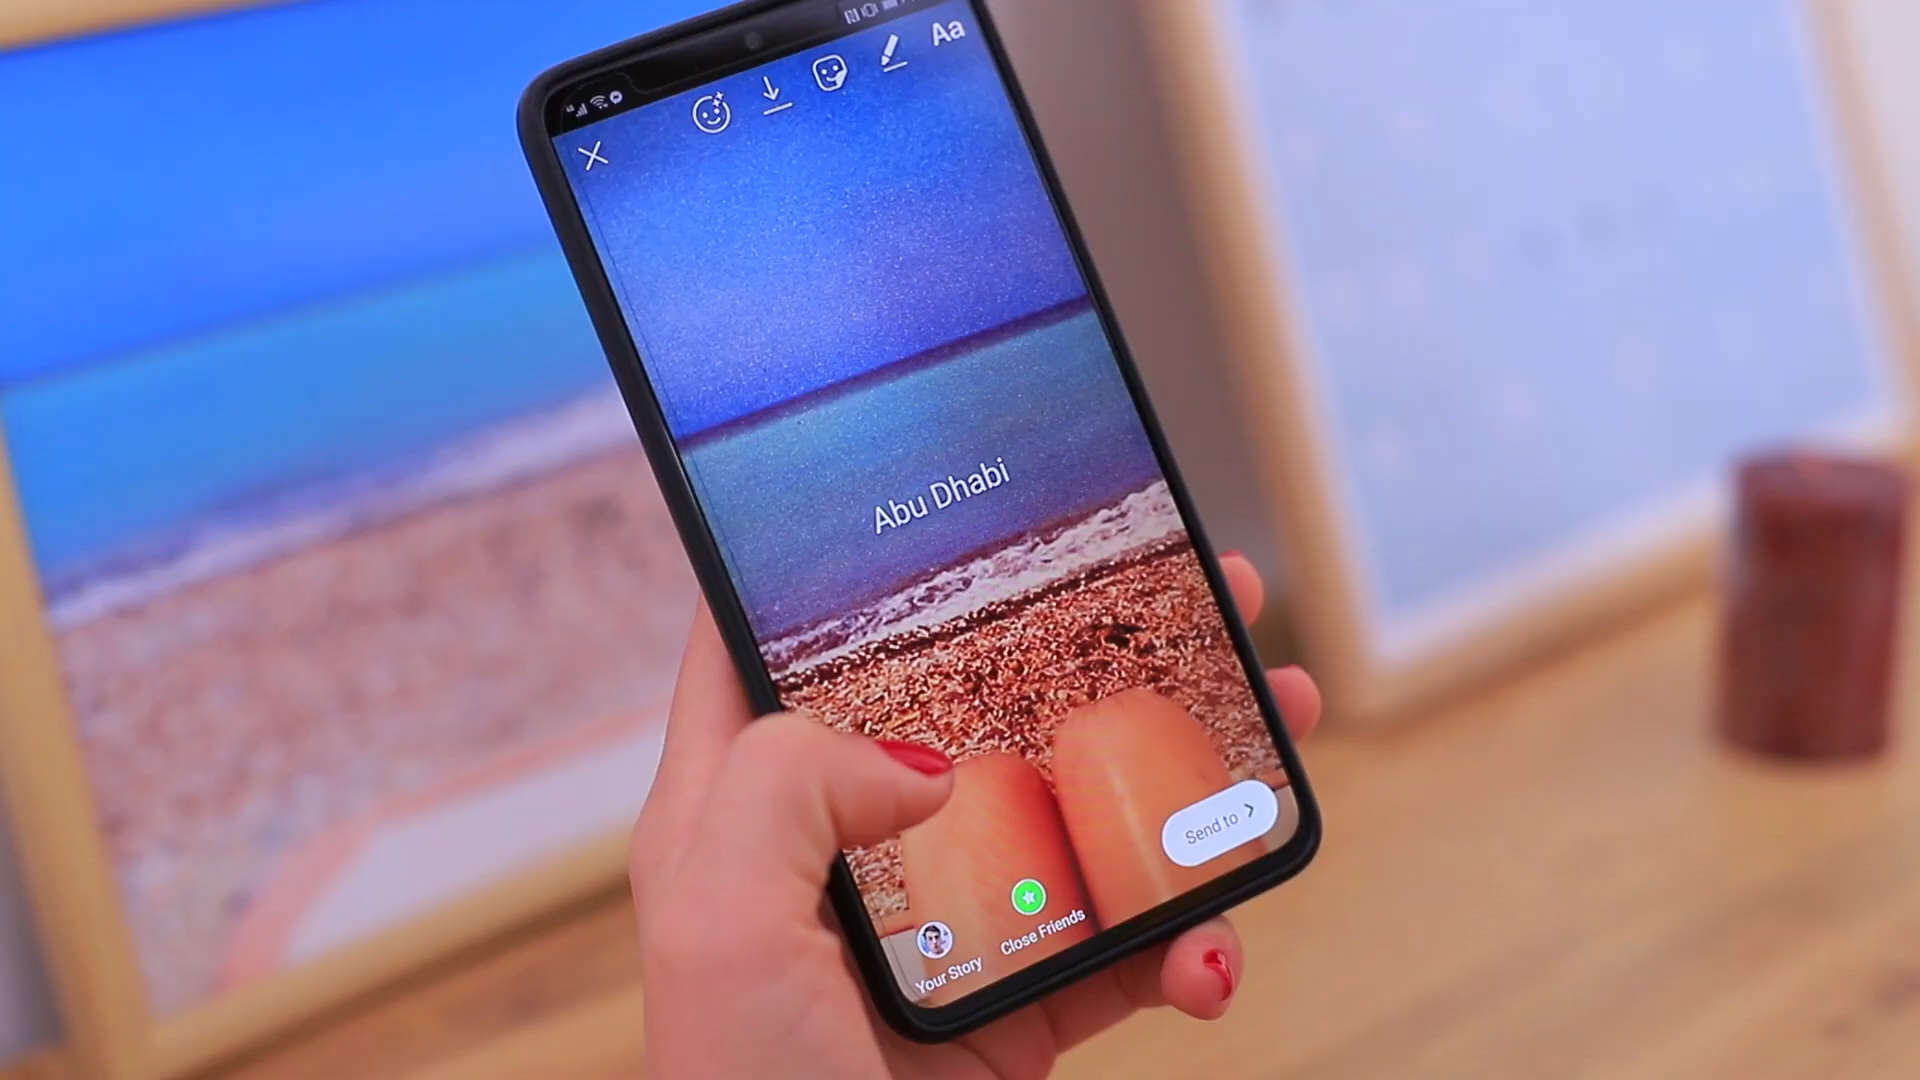 Aa
Abu Dhabi
Send to
Close Friends
Your Story